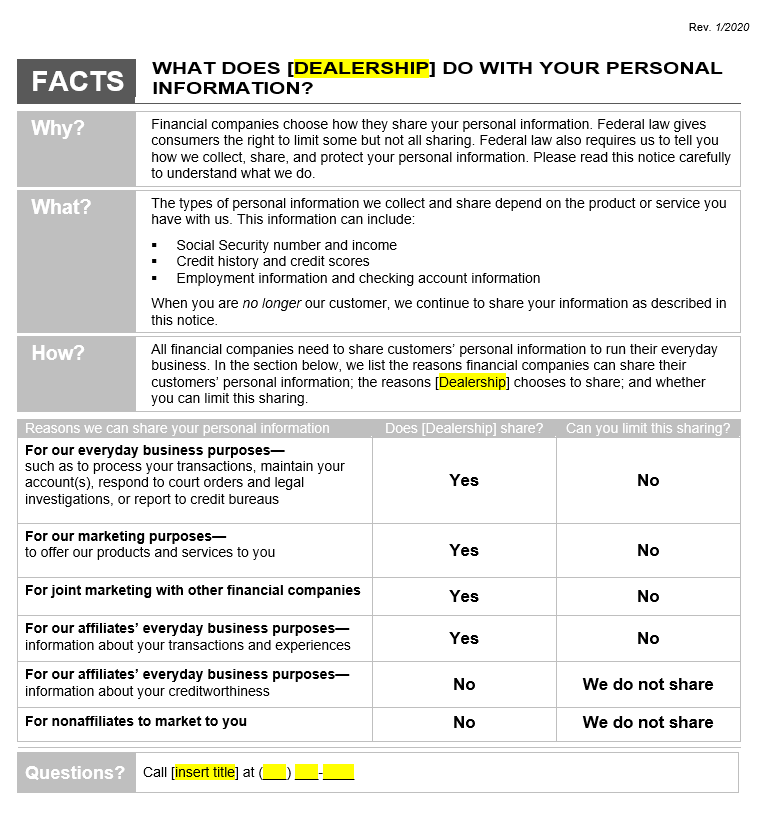 Rev. 1/2020
FACTS
WHAT DOES [DEALERSHIP] DO WITH YOUR PERSONAL
INFORMATION?
Why?
Financial companies choose how they share your personal information. Federal law gives
consumers the right to limit some but not all sharing. Federal law also requires us to tell you
how we collect, share, and protect your personal information. Please read this notice carefully
to understand what we do.
What?
The types of personal information we collect and share depend on the product or service you
have with us. This information can include:
▪ Social Security number and income
▪ Credit history and credit scores
▪ Employment information and checking account information
When you are no longer our customer, we continue to share your information as described in
this notice.
How?
All financial companies need to share customers’ personal information to run their everyday
business. In the section below, we list the reasons financial companies can share their
customers’ personal information; the reasons [Dealership] chooses to share; and whether
you can limit this sharing.
Reasons we can share your personal information Does [Dealership] share? Can you limit this sharing?
For our everyday business purposes—
such as to process your transactions, maintain your
account(s), respond to court orders and legal
investigations, or report to credit bureaus
Yes No
For our marketing purposes—
to offer our products and services to you
Yes No
For joint marketing with other financial companies
Yes No
For our affiliates’ everyday business purposes—
information about your transactions and experiences
Yes No
For our affiliates’ everyday business purposes—
information about your creditworthiness
No We do not share
For nonaffiliates to market to you
No We do not share
Questions?
Call [insert title] at (___) ___-____